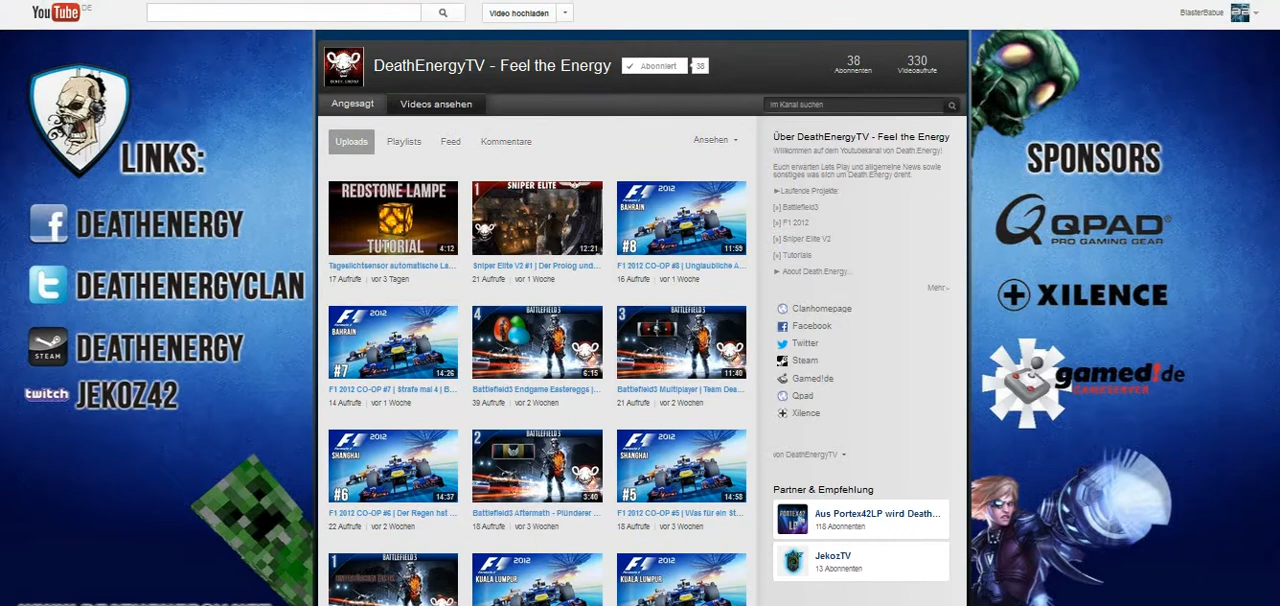 YouTube DE
Video hochladen
BlasterBabue
LINKS:
DEATHENERGY
DEATHENERGYCLAN
STEAM
DEATHENERGY
twitch JEKOZ42
DeathEnergyTV - Feel the Energy
Abonniert 38
38 Abonnenten
330 Videoaufrufe
Angesagt Videos ansehen
Im Kanal suchen
Uploads Playlists Feed Kommentare
Ansehen
REDSTONE LAMPE
TUTORIAL
4:12
Tageslichtsensor automatische La...
17 Aufrufe vor 3 Tagen
1 SNIPER ELITE
12:21
Sniper Elite V2 #1 | Der Prolog und...
21 Aufrufe vor 1 Woche
F1 2012
BAHRAIN
#8 11:59
F1 2012 CO-OP #8 | Unglaubliche A...
16 Aufrufe vor 1 Woche
F1 2012
BAHRAIN
#7 14:26
F1 2012 CO-OP #7 | Strafe mal 4 | B...
14 Aufrufe vor 1 Woche
4 BATTLEFIELD 3
6:15
Battlefield3 Endgame Eastereggs | ...
39 Aufrufe vor 2 Wochen
3 BATTLEFIELD 3
11:40
Battlefield3 Multiplayer | Team Dea...
21 Aufrufe vor 2 Wochen
F1 2012
SHANGHAI
#6 14:37
F1 2012 CO-OP #6 | Der Regen hat ...
22 Aufrufe vor 2 Wochen
2 BATTLEFIELD 3
3:40
Battlefield3 Aftermath - Plünderer ...
18 Aufrufe vor 3 Wochen
F1 2012
SHANGHAI
#5 14:58
F1 2012 CO-OP #5 | Was für ein St...
18 Aufrufe vor 3 Wochen
1 BATTLEFIELD 3
F1 2012
KUALA LUMPUR
F1 2012
KUALA LUMPUR
Über DeathEnergyTV - Feel the Energy
Willkommen auf dem Youtubekanal von Death.Energy!
Euch erwarten Lets Play und allgemeine News sowie
sonstiges was sich um Death.Energy dreht.
►Laufende Projekte:
[»] Battlefield3
[»] F1 2012
[»] Sniper Elite V2
[»] Tutorials
► About Death.Energy...
Mehr
Clanhomepage
Facebook
Twitter
Steam
Gamed!de
Qpad
Xilence
von DeathEnergyTV
Partner & Empfehlung
Aus Portex42LP wird Death...
118 Abonnenten
JekozTV
13 Abonnenten
SPONSORS
QPAD
PRO GAMING GEAR
XILENCE
gamed!de
GAMESERVER